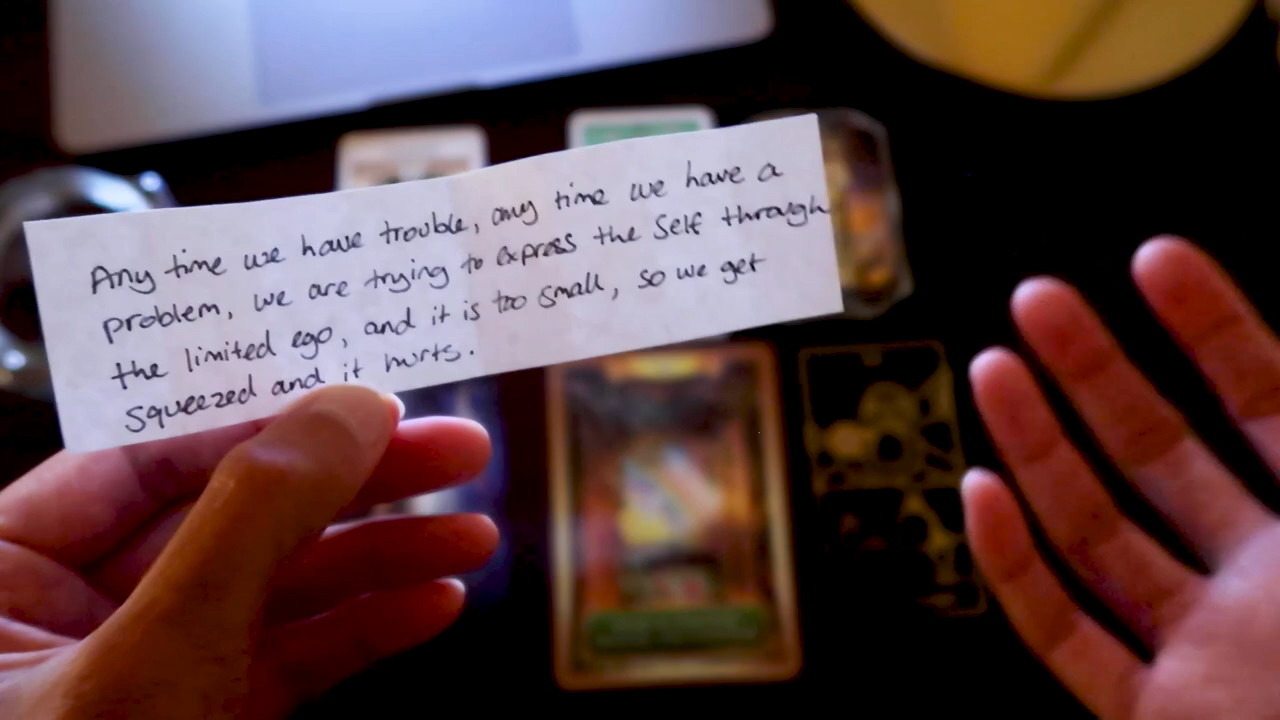 Any time we have trouble, any time we have a
problem, we are trying to express the Self through
the limited ego, and it is too small, so we get
squeezed and it hurts.